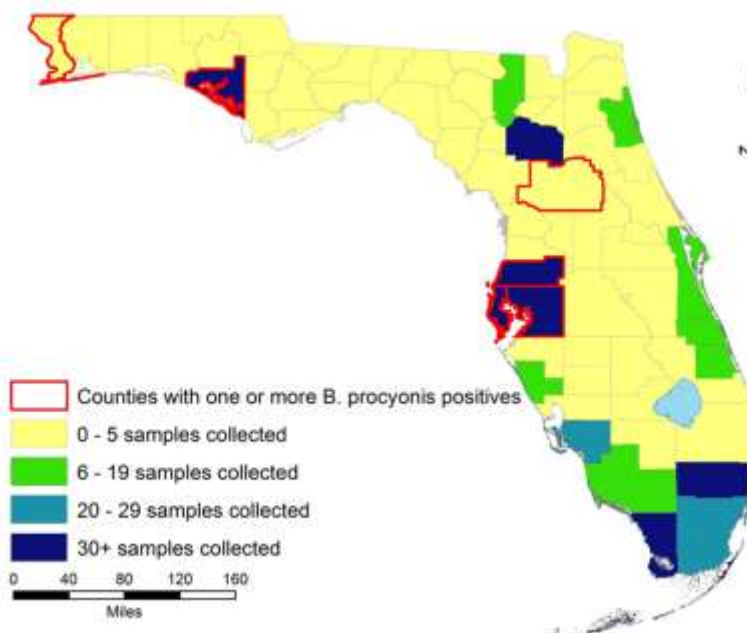 z
Counties with one or more B. procyonis positives
0 - 5 samples collected
6 - 19 samples collected
20 - 29 samples collected
30+ samples collected
0 40 80 120 160
Miles